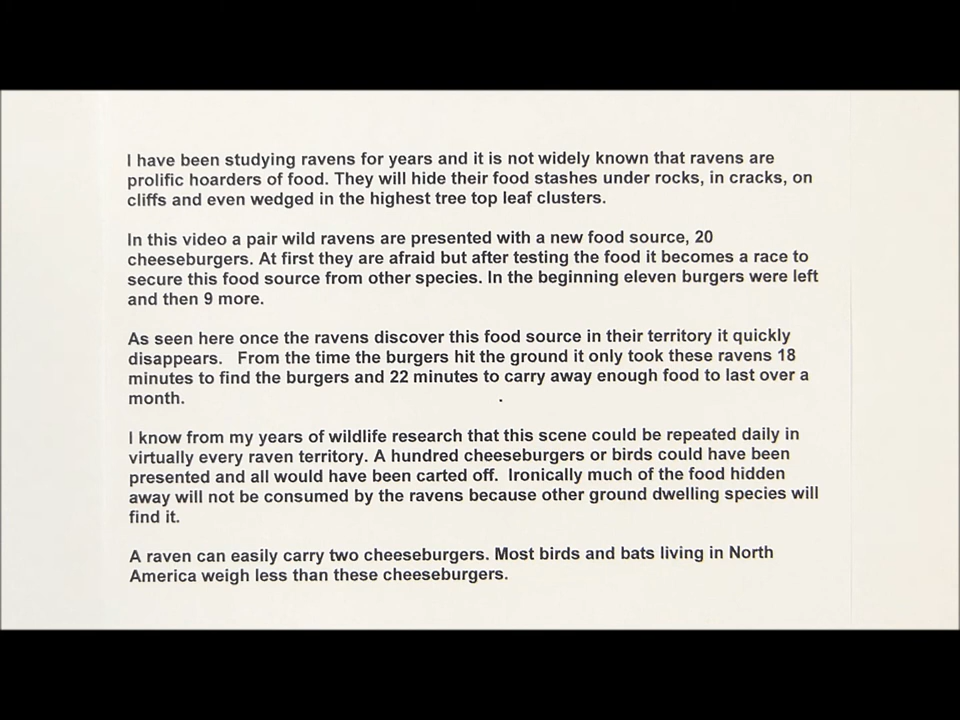 I have been studying ravens for years and it is not widely known that ravens are
prolific hoarders of food. They will hide their food stashes under rocks, in cracks, on
cliffs and even wedged in the highest tree top leaf clusters.
In this video a pair wild ravens are presented with a new food source, 20
cheeseburgers. At first they are afraid but after testing the food it becomes a race to
secure this food source from other species. In the beginning eleven burgers were left
and then 9 more.
As seen here once the ravens discover this food source in their territory it quickly
disappears. From the time the burgers hit the ground it only took these ravens 18
minutes to find the burgers and 22 minutes to carry away enough food to last over a
month.
I know from my years of wildlife research that this scene could be repeated daily in
virtually every raven territory. A hundred cheeseburgers or birds could have been
presented and all would have been carted off. Ironically much of the food hidden
away will not be consumed by the ravens because other ground dwelling species will
find it.
A raven can easily carry two cheeseburgers. Most birds and bats living in North
America weigh less than these cheeseburgers.